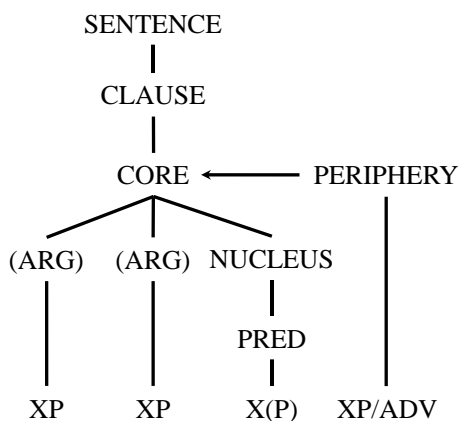 SENTENCE
CLAUSE
CORE PERIPHERY
(ARG) (ARG) NUCLEUS
PRED
XP XP X(P) XP/ADV